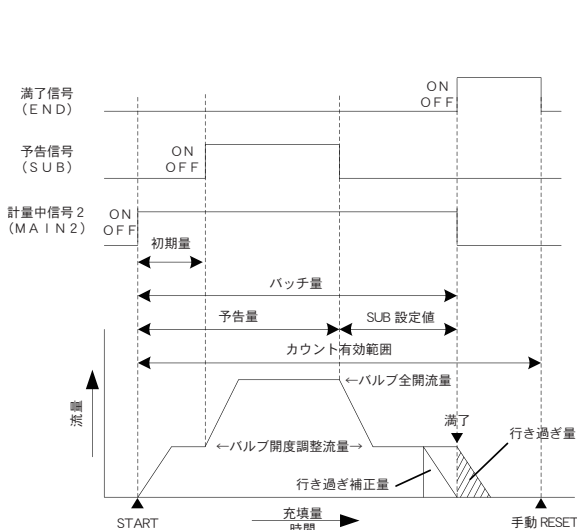 満了信号
（ＥＮＤ）
ON
OFF
予告信号
（ＳＵＢ）
ON
OFF
計量中信号２
（ＭＡＩＮ２）
ON
OFF
初期量
バッチ量
予告量
SUB 設定値
カウント有効範囲
流量
←バルブ全開流量
←バルブ開度調整流量→
満了
行き過ぎ量
行き過ぎ補正量
START
充填量
時間
手動 RESET